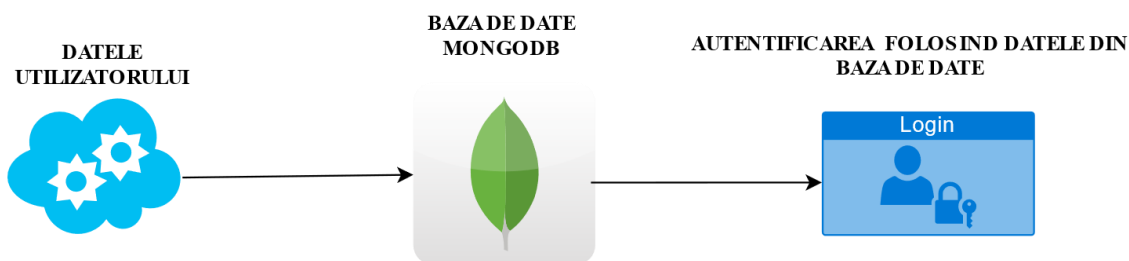 DATELE
UTILIZATORULUI
BAZA DE DATE
MONGODB
AUTENTIFICAREA FOLOSIND DATELE DIN
BAZA DE DATE
Login